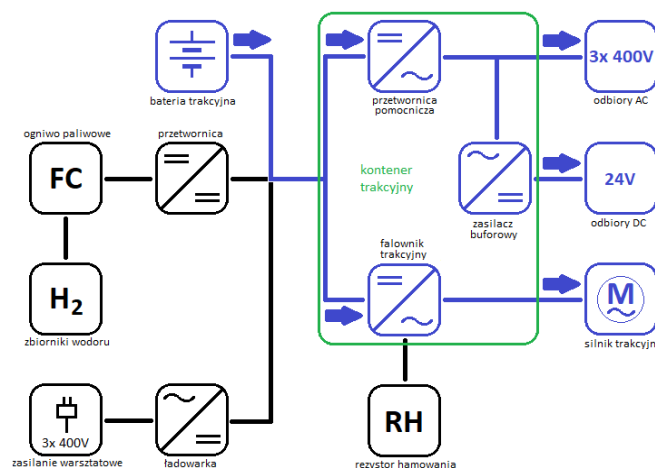 3x 400V
bateria trakcyjna
przetwornica
pomocnicza
odbiory AC
ogniwo paliwowe
przetwornica
FC
kontener
trakcyjny
24V
zasilacz
buforowy
odbiory DC
falownik
trakcyjny
H₂
M
zbiorniki wodoru
silnik trakcyjny
3x 400V
RH
zasilanie warsztatowe
ładowarka
rezystor hamowania